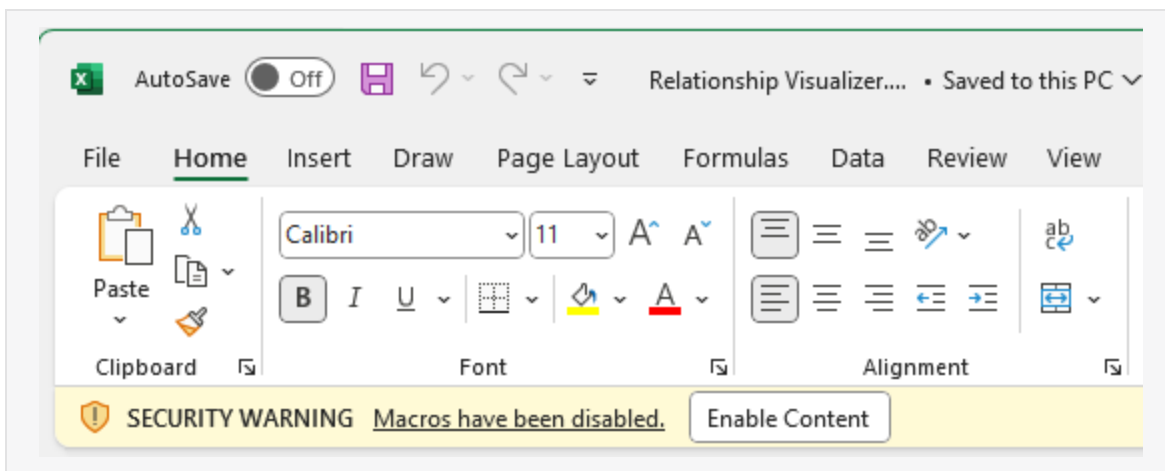 AutoSave Off Relationship Visualizer.... • Saved to this PC
File Home Insert Draw Page Layout Formulas Data Review View
Calibri 11
Paste
B I U A
Clipboard Font Alignment
SECURITY WARNING Macros have been disabled. Enable Content